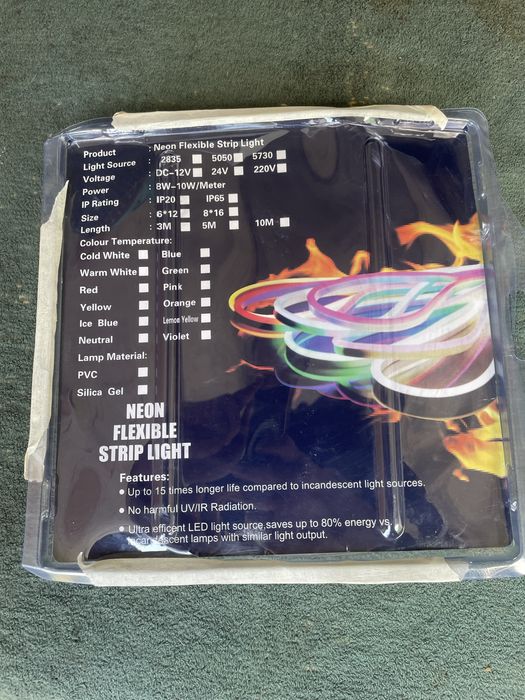 Product : Neon Flexible Strip Light
Light Source : 2835 5050 5730
Voltage : DC-12V 24V 220V
Power : 8W-10W/Meter
IP Rating : IP20 IP65
Size : 6*12 8*16
Length : 3M 5M 10M
Colour Temperature:
Cold White Blue
Warm White Green
Red Pink
Yellow Orange
Ice Blue Lemon Yellow
Neutral Violet
Lamp Material:
PVC
Silica Gel
NEON
FLEXIBLE
STRIP LIGHT
Features:
• Up to 15 times longer life compared to incandescent light sources.
• No harmful UV/IR Radiation.
• Ultra efficent LED light source,saves up to 80% energy vs
incandescent lamps with similar light output.